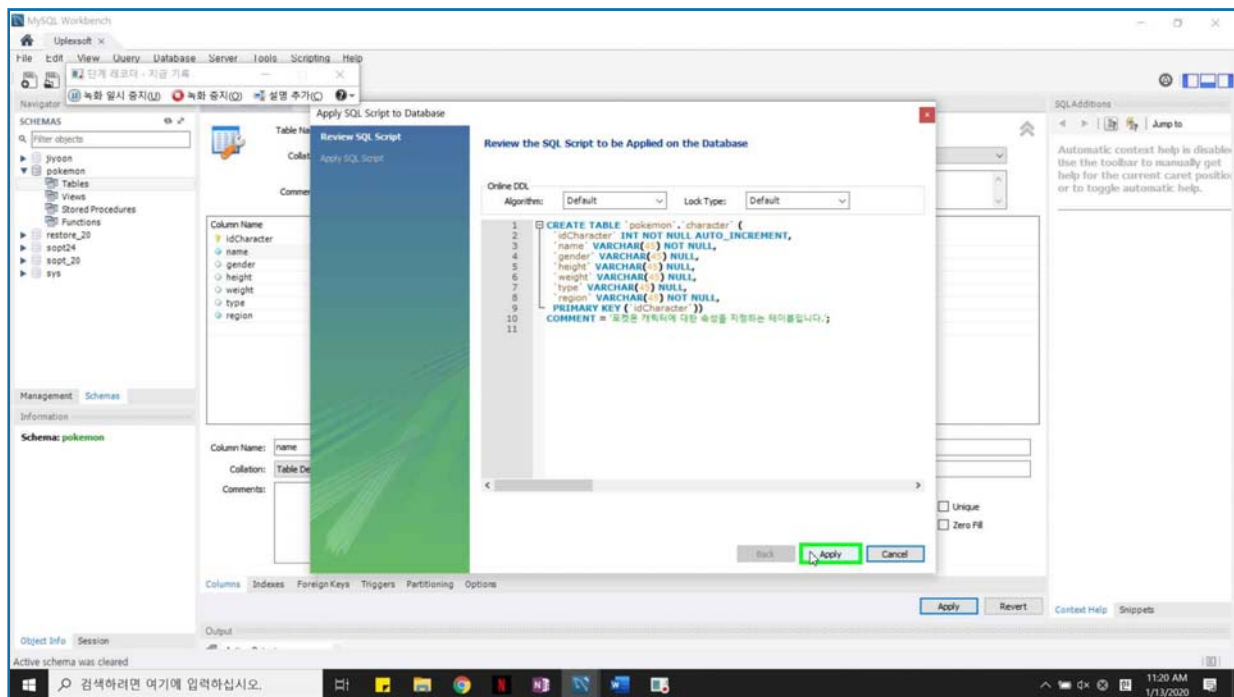 MySQL Workbench
Uplexsoft ×
File Edit View Query Database Server Tools Scripting Help
단계 레코더 - 지금 기록
녹화 일시 중지(U) 녹화 중지(O) 설명 추가(C)
Navigator
SCHEMAS
Filter objects
jiyoon
pokemon
Tables
Views
Stored Procedures
Functions
restore_20
sopt24
sopt_20
sys
Management Schemas
Information
Schema: pokemon
Object Info Session
Active schema was cleared
Table Na
Collat
Comme
Column Name
idCharacter
name
gender
height
weight
type
region
Column Name: name
Collation: Table De
Comments:
Unique
Zero Fill
Columns Indexes Foreign Keys Triggers Partitioning Options
Apply Revert
Output
Apply SQL Script to Database
Review SQL Script
Apply SQL Script
Review the SQL Script to be Applied on the Database
Online DDL
Algorithm: Default Lock Type: Default
1 CREATE TABLE `pokemon`.`character` (
2 `idCharacter` INT NOT NULL AUTO_INCREMENT,
3 `name` VARCHAR(45) NOT NULL,
4 `gender` VARCHAR(45) NULL,
5 `height` VARCHAR(45) NULL,
6 `weight` VARCHAR(45) NULL,
7 `type` VARCHAR(45) NULL,
8 `region` VARCHAR(45) NOT NULL,
9 PRIMARY KEY (`idCharacter`))
10 COMMENT = '포켓몬 캐릭터에 대한 속성을 지정하는 테이블입니다.';
11
Back Apply Cancel
SQLAdditions
Jump to
Automatic context help is disabled
Use the toolbar to manually get
help for the current caret position
or to toggle automatic help.
Context Help Snippets
검색하려면 여기에 입력하십시오.
11:20 AM
1/13/2020